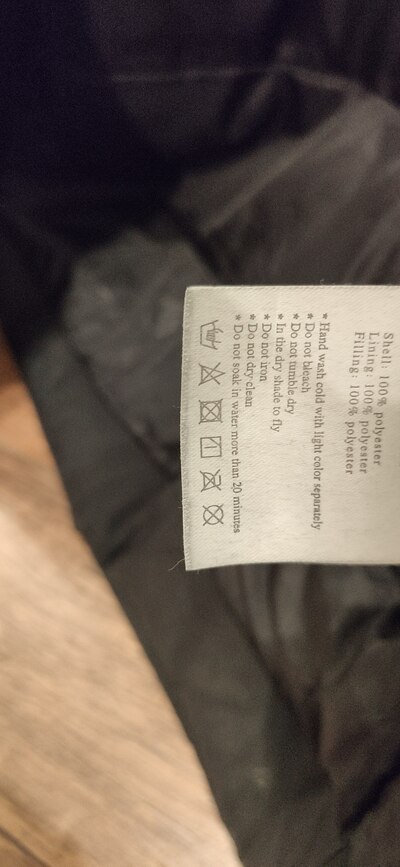 Shell: 100% polyester
Lining: 100% polyester
Filling: 100% polyester
* Hand wash cold with light color separately
* Do not bleach
* Do not tumble dry
* In the dry shade to fly
* Do not iron
* Do not dry clean
* Do not soak in water more than 20 minutes